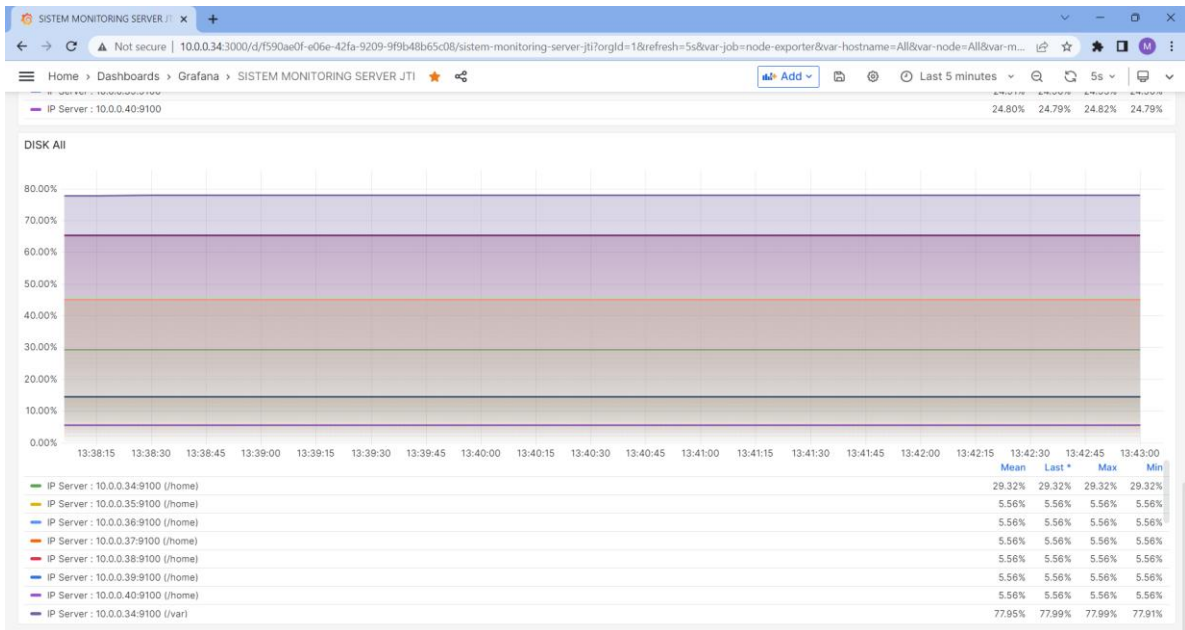 SISTEM MONITORING SERVER JT
Not secure | 10.0.0.34:3000/d/f590ae0f-e06e-42fa-9209-9f9b48b65c08/sistem-monitoring-server-jti?orgId=1&refresh=5s&var-job=node-exporter&var-hostname=All&var-node=All&var-m...
M
Home > Dashboards > Grafana > SISTEM MONITORING SERVER JTI Add Last 5 minutes 5s
IP Server : 10.0.0.40:9100 24.80% 24.79% 24.82% 24.79%
DISK All
80.00%
70.00%
60.00%
50.00%
40.00%
30.00%
20.00%
10.00%
0.00%
13:38:15 13:38:30 13:38:45 13:39:00 13:39:15 13:39:30 13:39:45 13:40:00 13:40:15 13:40:30 13:40:45 13:41:00 13:41:15 13:41:30 13:41:45 13:42:00 13:42:15 13:42:30 13:42:45 13:43:00
Mean Last * Max Min
IP Server : 10.0.0.34:9100 (/home) 29.32% 29.32% 29.32% 29.32%
IP Server : 10.0.0.35:9100 (/home) 5.56% 5.56% 5.56% 5.56%
IP Server : 10.0.0.36:9100 (/home) 5.56% 5.56% 5.56% 5.56%
IP Server : 10.0.0.37:9100 (/home) 5.56% 5.56% 5.56% 5.56%
IP Server : 10.0.0.38:9100 (/home) 5.56% 5.56% 5.56% 5.56%
IP Server : 10.0.0.39:9100 (/home) 5.56% 5.56% 5.56% 5.56%
IP Server : 10.0.0.40:9100 (/home) 5.56% 5.56% 5.56% 5.56%
IP Server : 10.0.0.34:9100 (/var) 77.95% 77.99% 77.99% 77.91%